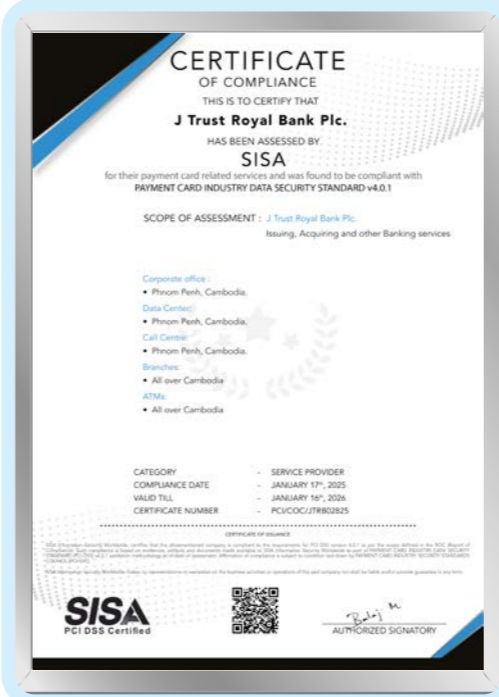 CERTIFICATE
OF COMPLIANCE
THIS IS TO CERTIFY THAT
J Trust Royal Bank Plc.
HAS BEEN ASSESSED BY
SISA
for their payment card related services and was found to be compliant with
PAYMENT CARD INDUSTRY DATA SECURITY STANDARD v4.0.1
SCOPE OF ASSESSMENT : J Trust Royal Bank Plc.
Issuing, Acquiring and other Banking services
Corporate office :
• Phnom Penh, Cambodia.
Data Center:
• Phnom Penh, Cambodia.
Call Centre:
• Phnom Penh, Cambodia.
Branches:
• All over Cambodia
ATMs:
• All over Cambodia
CATEGORY - SERVICE PROVIDER
COMPLIANCE DATE - JANUARY 17th, 2025
VALID TILL - JANUARY 16th, 2026
CERTIFICATE NUMBER - PCI/COC/JTRB02825
CERTIFICATE OF ISSUANCE
SISA
PCI DSS Certified
Balaj M
AUTHORIZED SIGNATORY